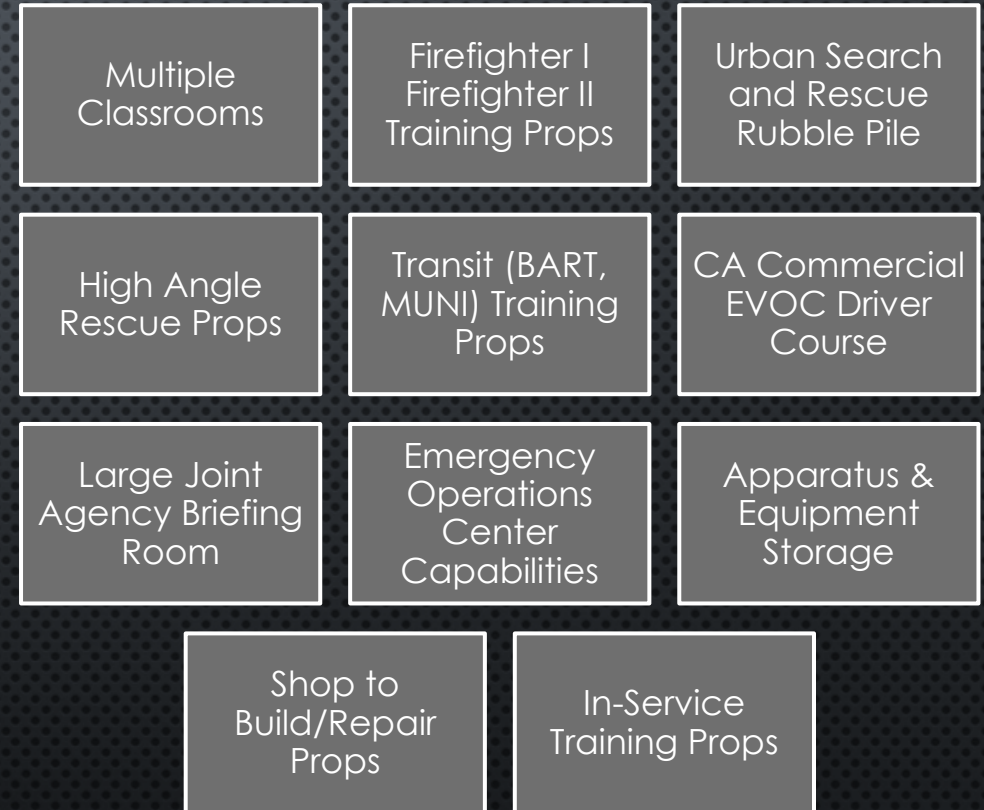 Multiple
Classrooms
Firefighter I
Firefighter II
Training Props
Urban Search
and Rescue
Rubble Pile
High Angle
Rescue Props
Transit (BART,
MUNI) Training
Props
CA Commercial
EVOC Driver
Course
Large Joint
Agency Briefing
Room
Emergency
Operations
Center
Capabilities
Apparatus &
Equipment
Storage
Shop to
Build/Repair
Props
In-Service
Training Props